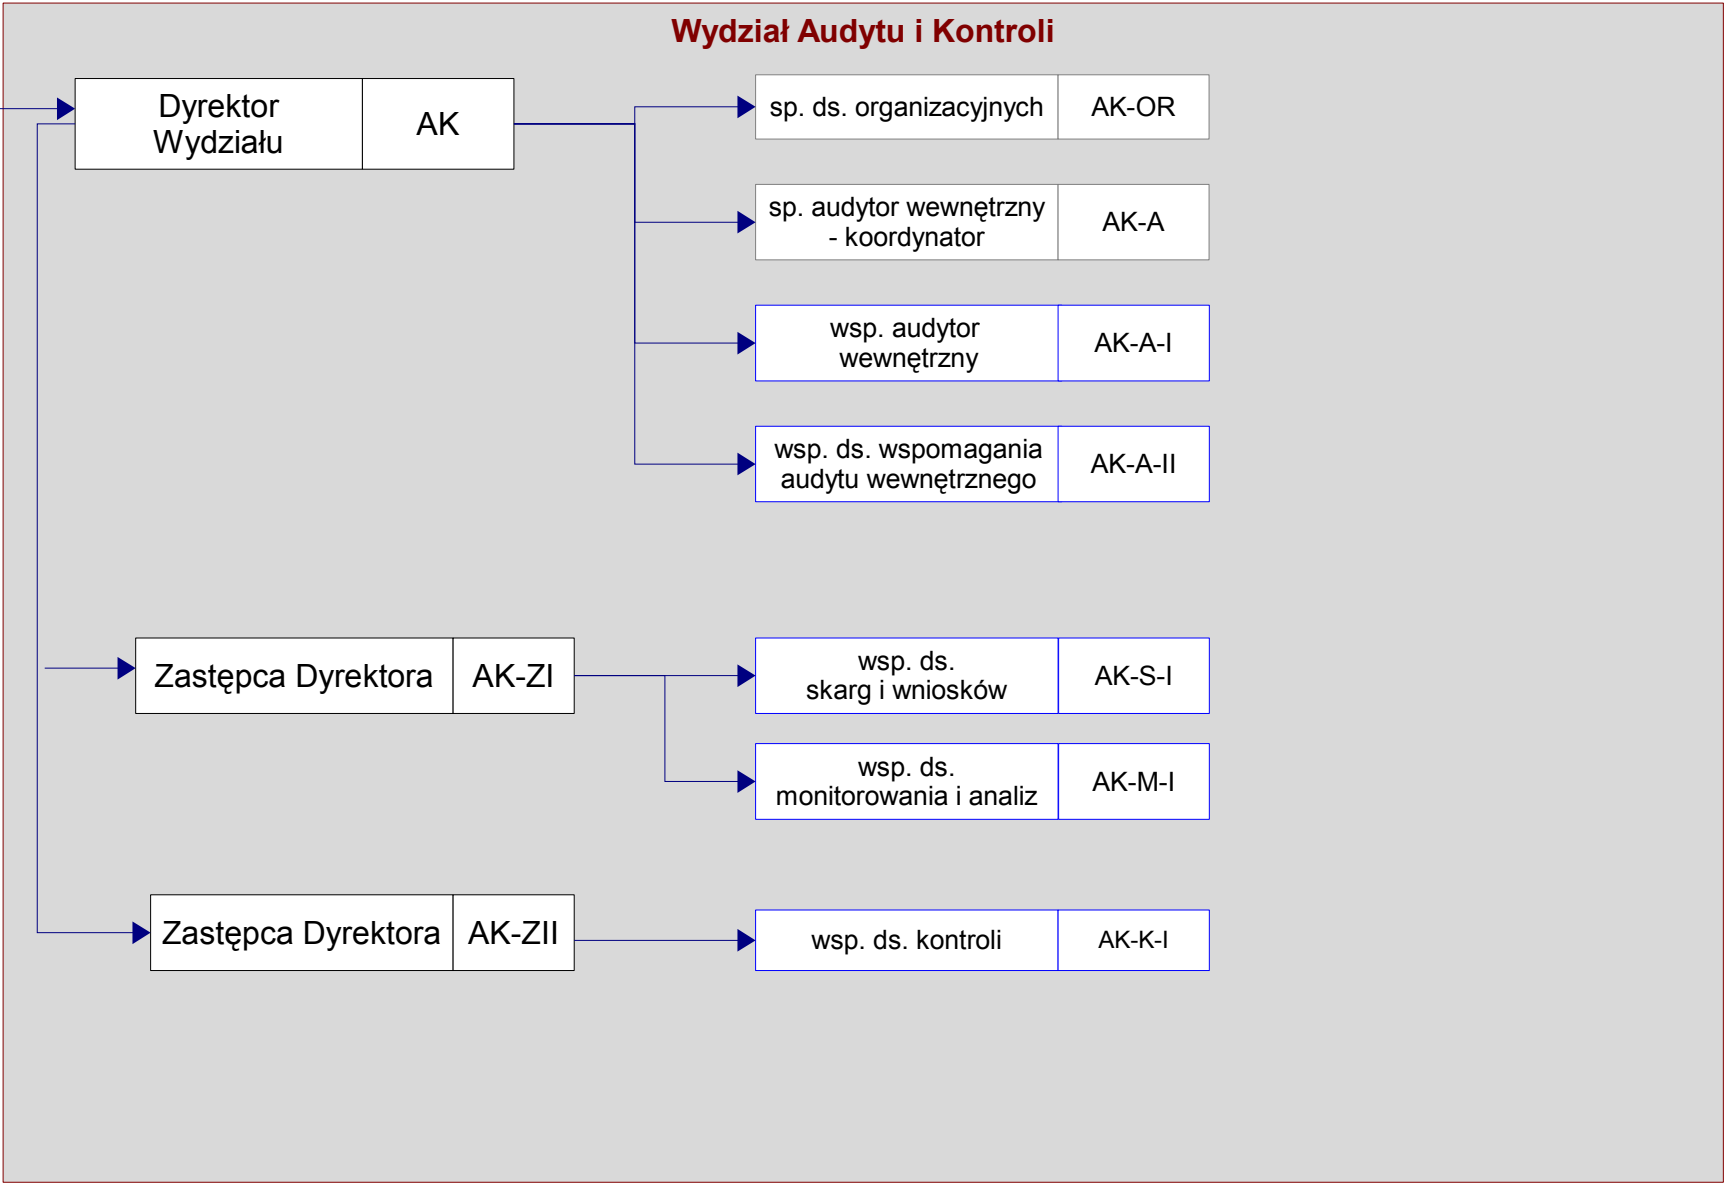 Wydział Audytu i Kontroli
Dyrektor
Wydziału
AK
sp. ds. organizacyjnych
AK-OR
sp. audytor wewnętrzny
- koordynator
AK-A
wsp. audytor
wewnętrzny
AK-A-I
wsp. ds. wspomagania
audytu wewnętrznego
AK-A-II
Zastępca Dyrektora
AK-ZI
wsp. ds.
skarg i wniosków
AK-S-I
wsp. ds.
monitorowania i analiz
AK-M-I
Zastępca Dyrektora
AK-ZII
wsp. ds. kontroli
AK-K-I